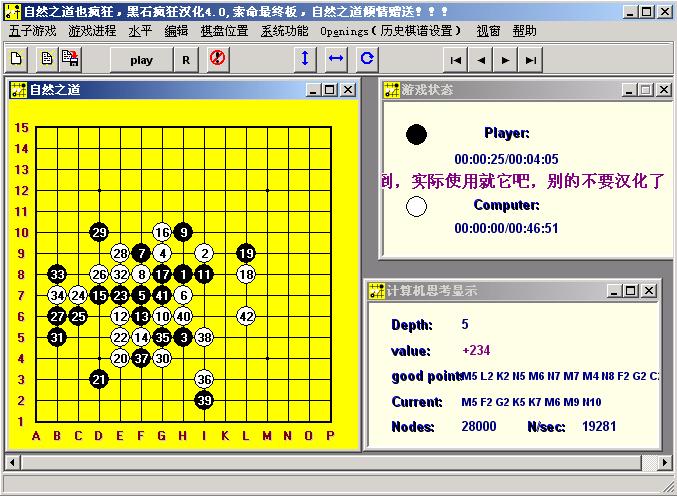 自然之道也疯狂，黑石疯狂汉化4.0,索命最终板，自然之道倾情赠送！！！
五子游戏 游戏进程 水平 编辑 棋盘位置 系统功能 Openings(历史棋谱设置) 视窗 帮助
play R
自然之道
15
14
13
12
11
10 29 16 9
9 28 7 4 2 19
8 33 26 32 8 17 1 11 18
7 34 24 15 23 5 41 6
6 27 25 12 13 10 40 42
5 31 22 14 35 3 38
4 20 37 30
3 21 36
2 39
1
A B C D E F G H I K L M N O P
游戏状态
Player:
00:00:25/00:04:05
到，实际使用就它吧，别的不要汉化了
Computer:
00:00:00/00:46:51
计算机思考显示
Depth: 5
value: +234
good points M5 L2 K2 N5 M6 N7 M7 M4 N8 F2 G2
Current: M5 F2 G2 K5 K7 M6 M9 N10
Nodes: 28000 N/sec: 19281